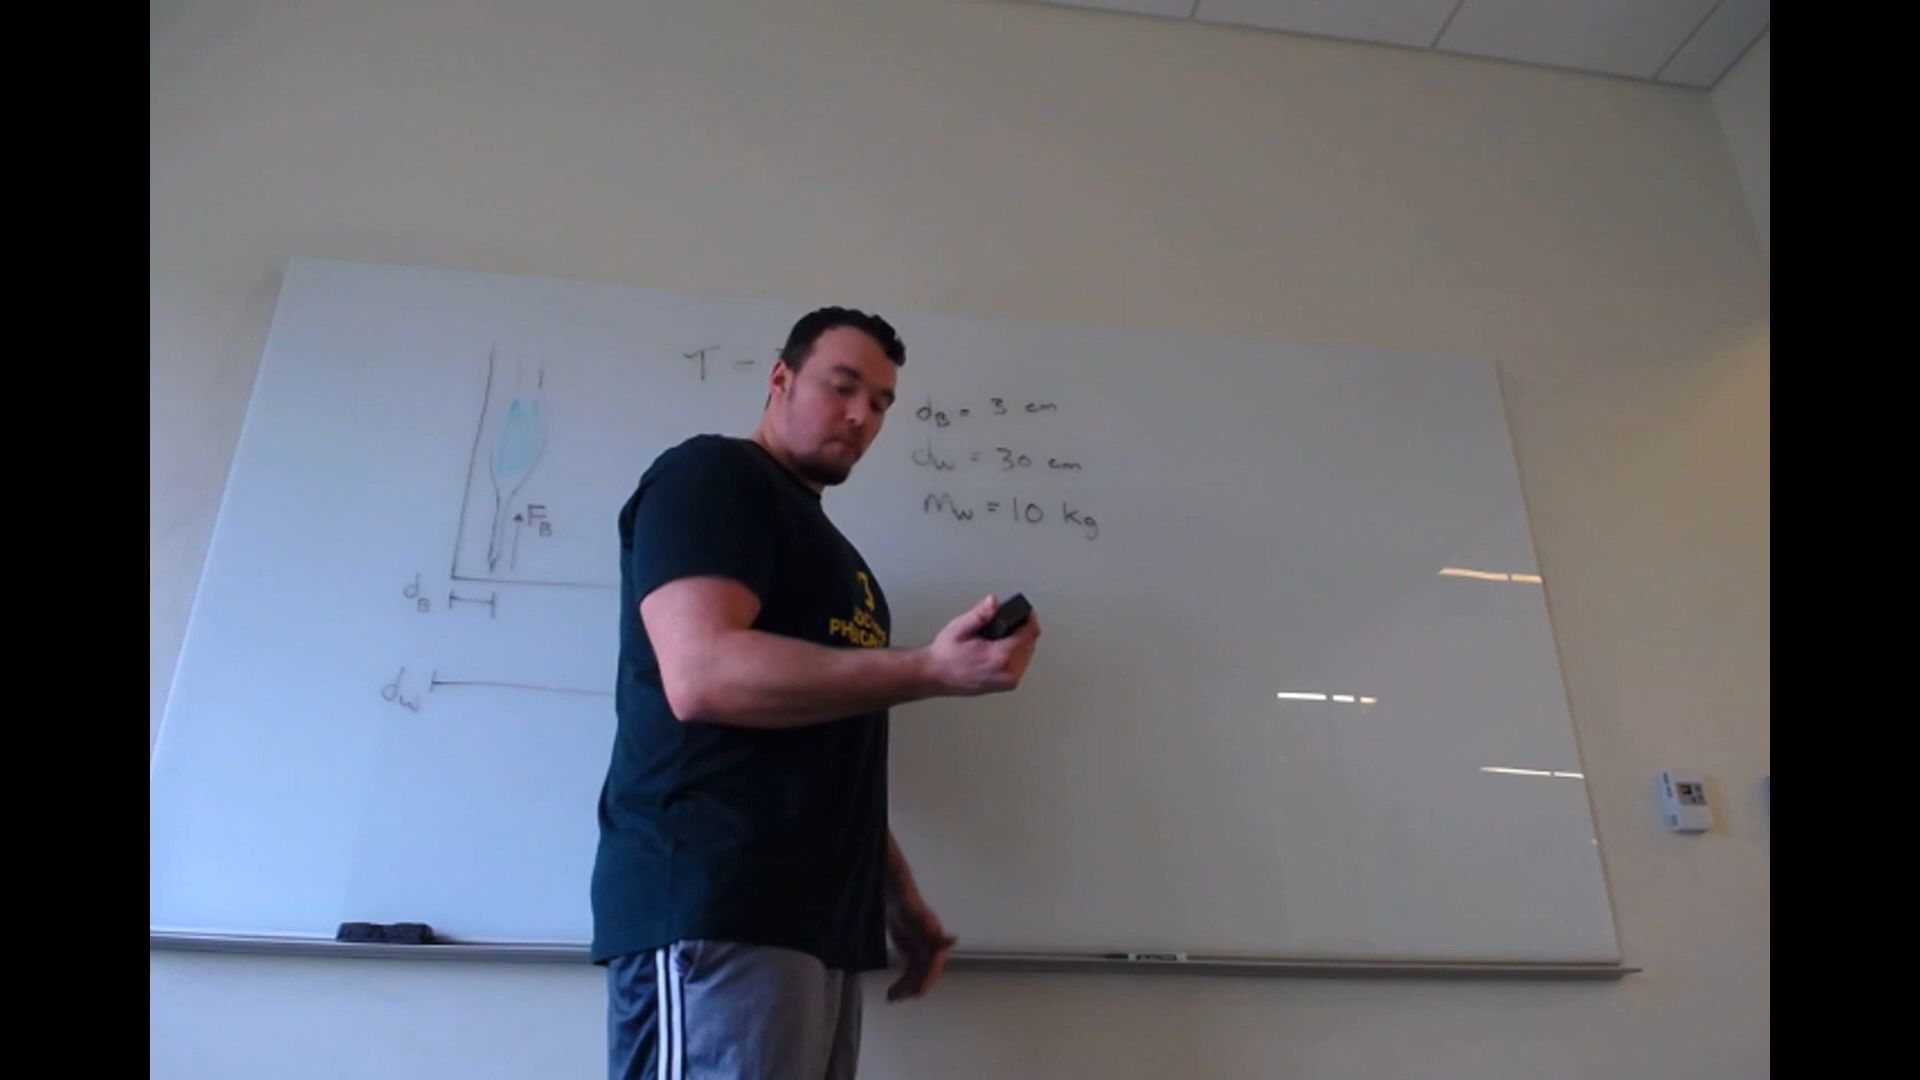 T =
d_B = 3 cm
d_w = 30 cm
m_w = 10 kg
F_B
d_B
d_w